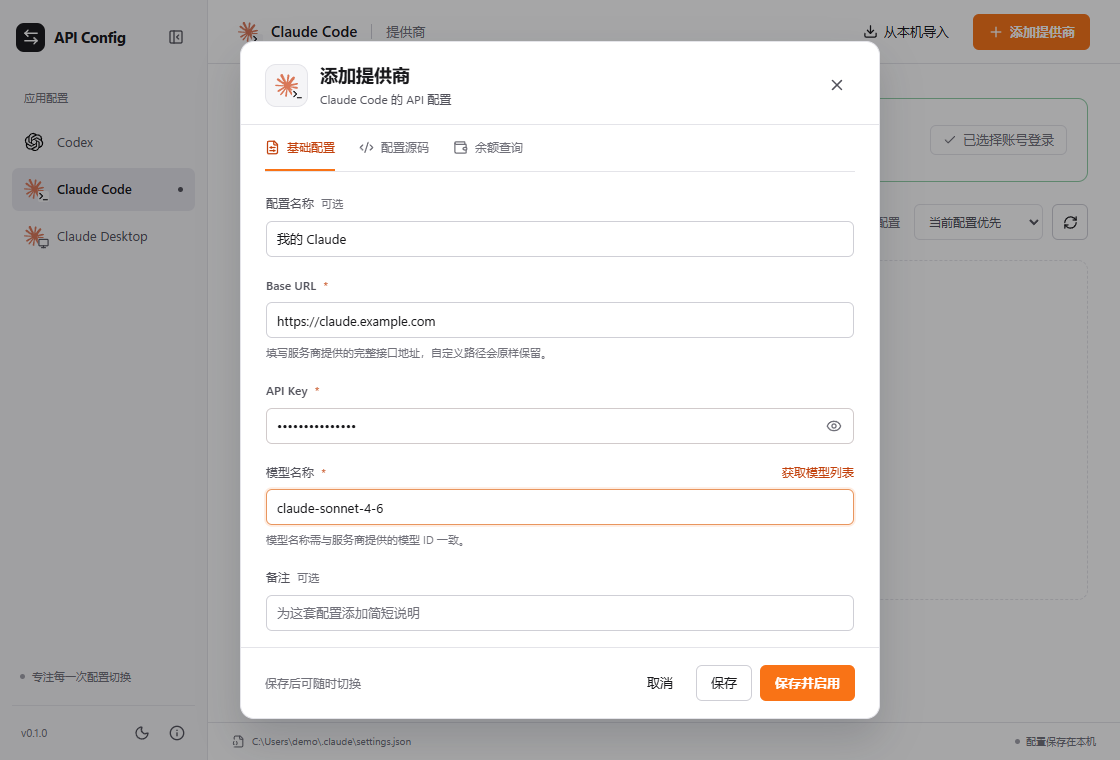 API Config
Claude Code
提供商
从本机导入
添加提供商
应用配置
Codex
Claude Code
Claude Desktop
已选择账号登录
配置
当前配置优先
添加提供商
Claude Code 的 API 配置
基础配置
配置源码
余额查询
配置名称 可选
我的 Claude
Base URL *
https://claude.example.com
填写服务商提供的完整接口地址，自定义路径会原样保留。
API Key *
•••••••••••••••
模型名称 *
获取模型列表
claude-sonnet-4-6
模型名称需与服务商提供的模型 ID 一致。
备注 可选
为这套配置添加简短说明
保存后可随时切换
取消
保存
保存并启用
专注每一次配置切换
v0.1.0
C:\Users\demo\.claude\settings.json
配置保存在本机